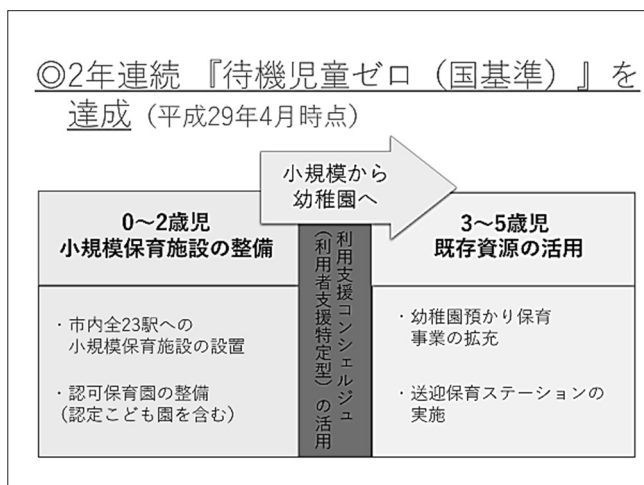 ◎2年連続 『待機児童ゼロ（国基準）』を
達成（平成29年4月時点）
小規模から
幼稚園へ
0～2歳児
小規模保育施設の整備
・市内全23駅への
小規模保育施設の設置
・認可保育園の整備
（認定こども園を含む）
利用支援コンシェルジュ
（利用者支援特定型）の活用
3～5歳児
既存資源の活用
・幼稚園預かり保育
事業の拡充
・送迎保育ステーションの
実施